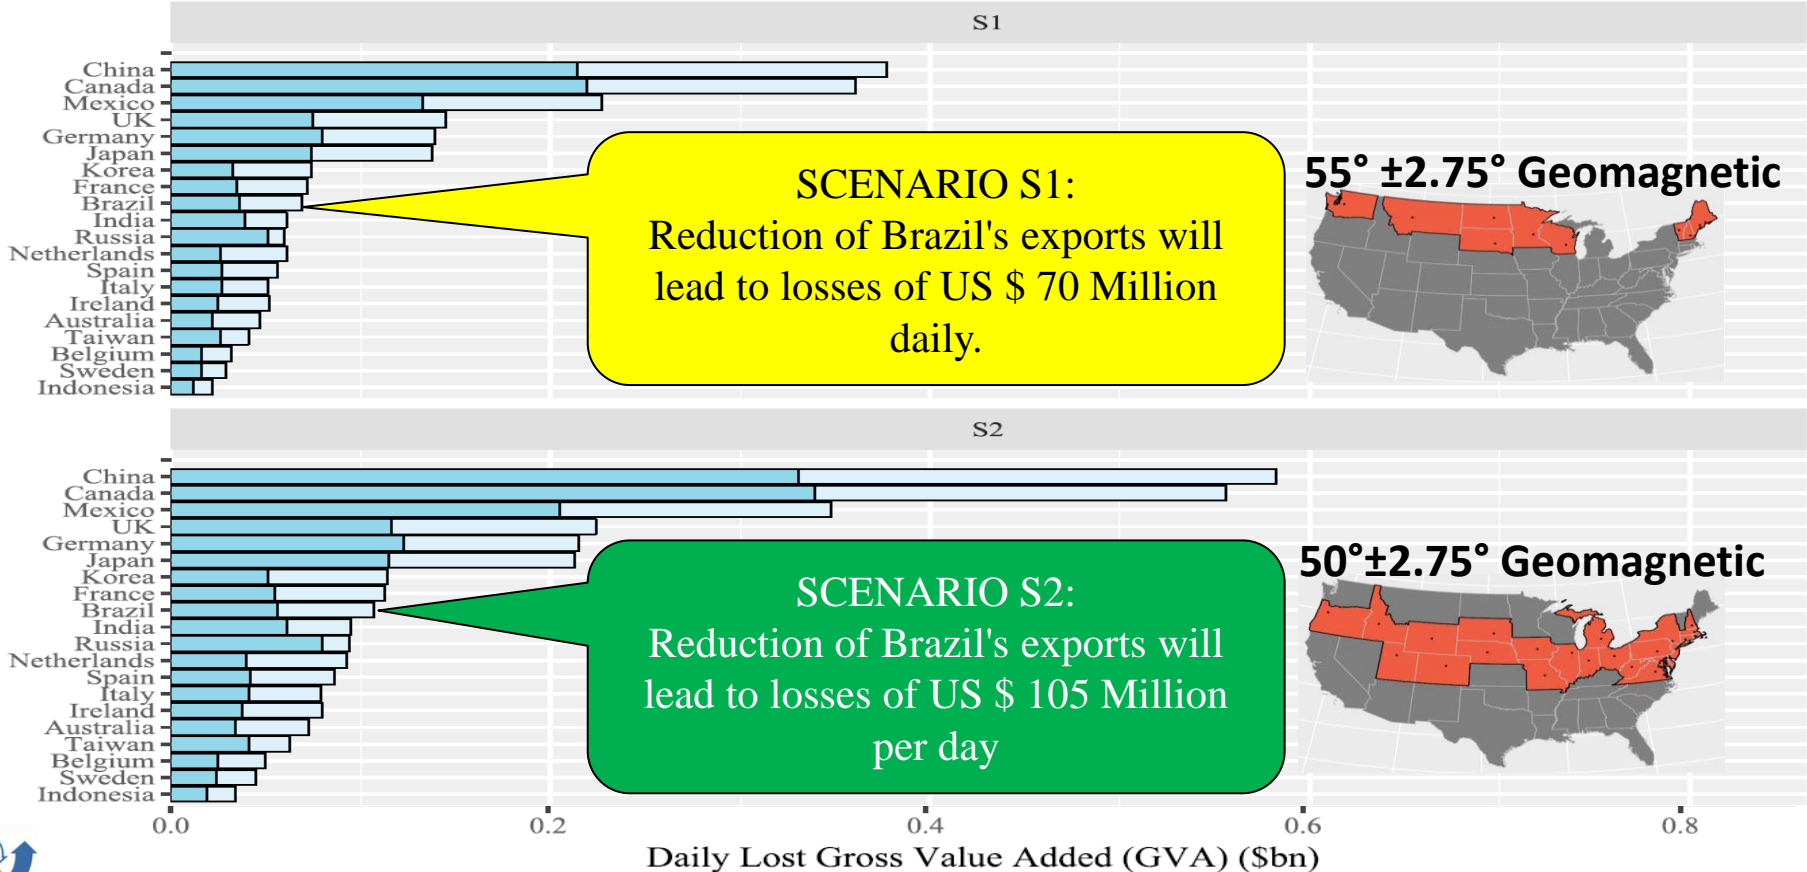 S1
China
Canada
Mexico
UK
Germany
Japan
Korea
France
Brazil
India
Russia
Netherlands
Spain
Italy
Ireland
Australia
Taiwan
Belgium
Sweden
Indonesia
SCENARIO S1:
Reduction of Brazil's exports will
lead to losses of US $ 70 Million
daily.
55° ±2.75° Geomagnetic
S2
China
Canada
Mexico
UK
Germany
Japan
Korea
France
Brazil
India
Russia
Netherlands
Spain
Italy
Ireland
Australia
Taiwan
Belgium
Sweden
Indonesia
SCENARIO S2:
Reduction of Brazil's exports will
lead to losses of US $ 105 Million
per day
50°±2.75° Geomagnetic
0.0 0.2 0.4 0.6 0.8
Daily Lost Gross Value Added (GVA) ($bn)